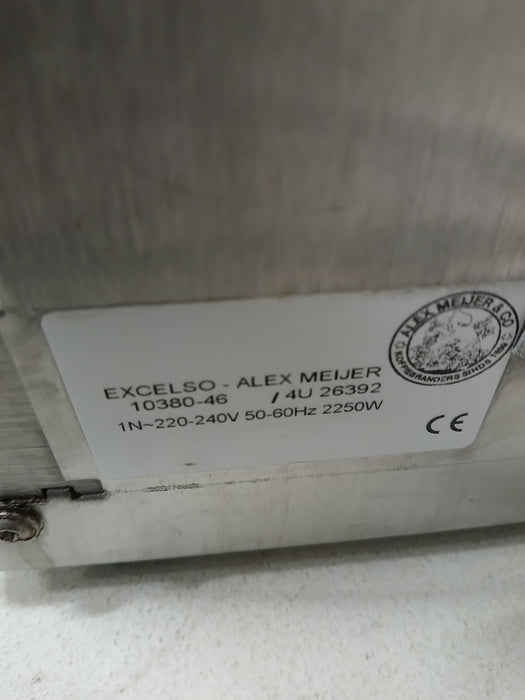 ALEX MEIJER & CO
KOFFIEBRANDERS SINDS
EXCELSO - ALEX MEIJER
10380-46 / 4U 26392
1N~220-240V 50-60Hz 2250W
CE